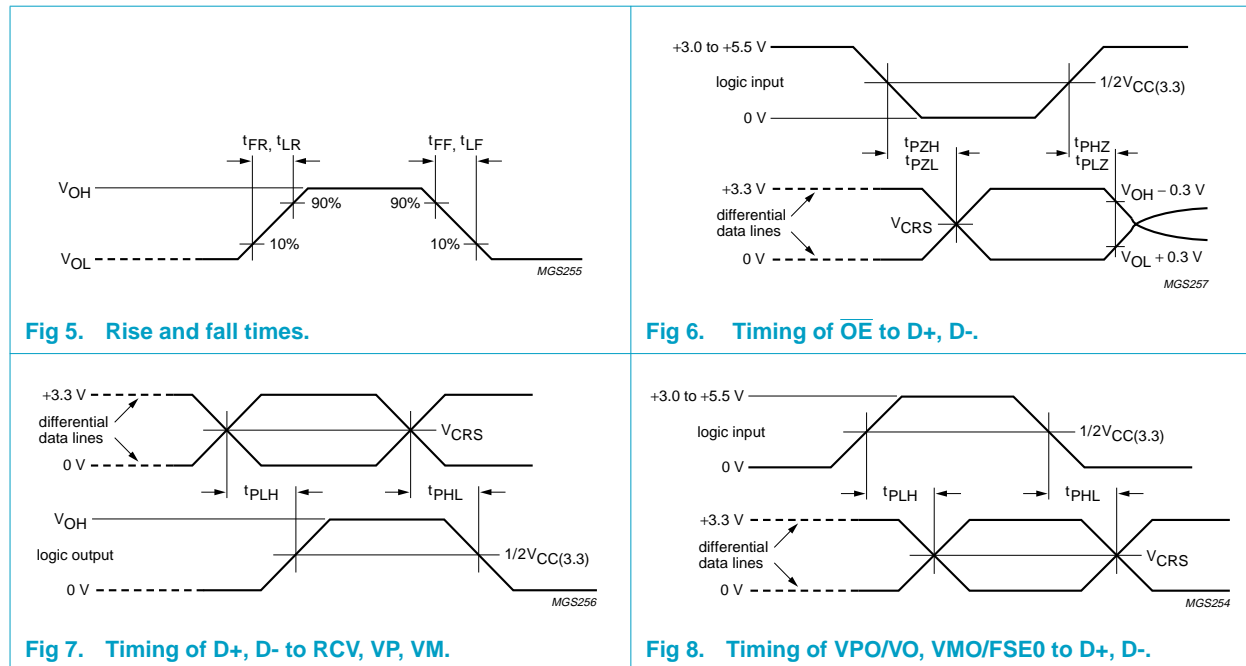 tFR, tLR
tFF, tLF
VOH
90%
90%
10%
10%
VOL
MGS255
Fig 5. Rise and fall times.
+3.0 to +5.5 V
logic input
1/2VCC(3.3)
0 V
tPZH
tPZL
tPHZ
tPLZ
+3.3 V
VOH − 0.3 V
differential
data lines
VCRS
0 V
VOL + 0.3 V
MGS257
Fig 6. Timing of OE to D+, D-.
+3.3 V
differential
data lines
VCRS
0 V
tPLH
tPHL
VOH
logic output
1/2VCC(3.3)
0 V
MGS256
Fig 7. Timing of D+, D- to RCV, VP, VM.
+3.0 to +5.5 V
logic input
1/2VCC(3.3)
0 V
tPLH
tPHL
+3.3 V
differential
data lines
VCRS
0 V
MGS254
Fig 8. Timing of VPO/VO, VMO/FSE0 to D+, D-.